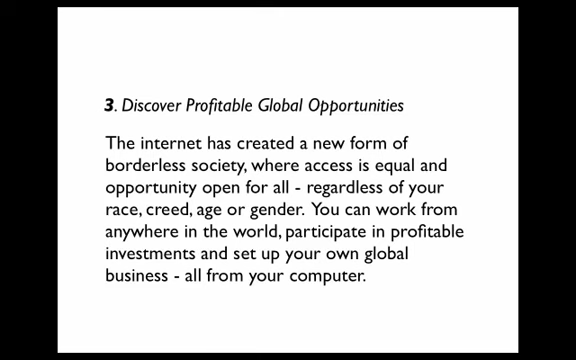 3. Discover Profitable Global Opportunities
The internet has created a new form of
borderless society, where access is equal and
opportunity open for all - regardless of your
race, creed, age or gender.  You can work from
anywhere in the world, participate in profitable
investments and set up your own global
business - all from your computer.